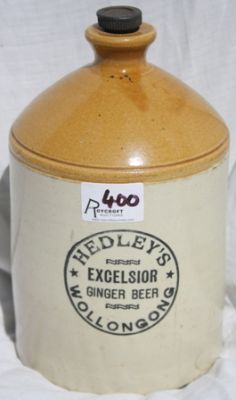 400
ROYCROFT
HEDLEY'S
EXCELSIOR
GINGER BEER
WOLLONGONG